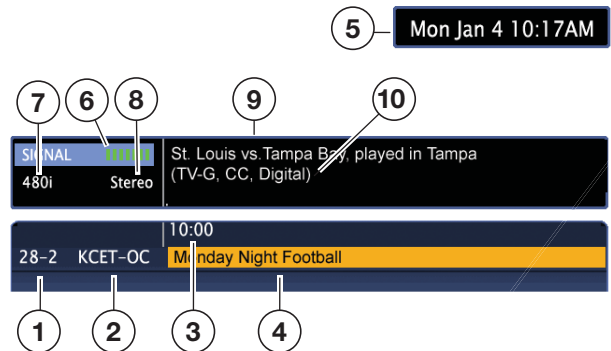 5 Mon Jan 4 10:17AM
7 6 8 9 10
SIGNAL St. Louis vs.Tampa Bay, played in Tampa
480i Stereo (TV-G, CC, Digital)
10:00
28-2 KCET-OC Monday Night Football
1 2 3 4